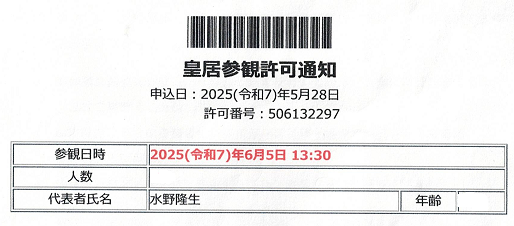 皇居参観許可通知
申込日：2025(令和7)年5月28日
許可番号：506132297
参観日時 2025(令和7)年6月5日 13:30
人数
代表者氏名 水野隆生 年齢